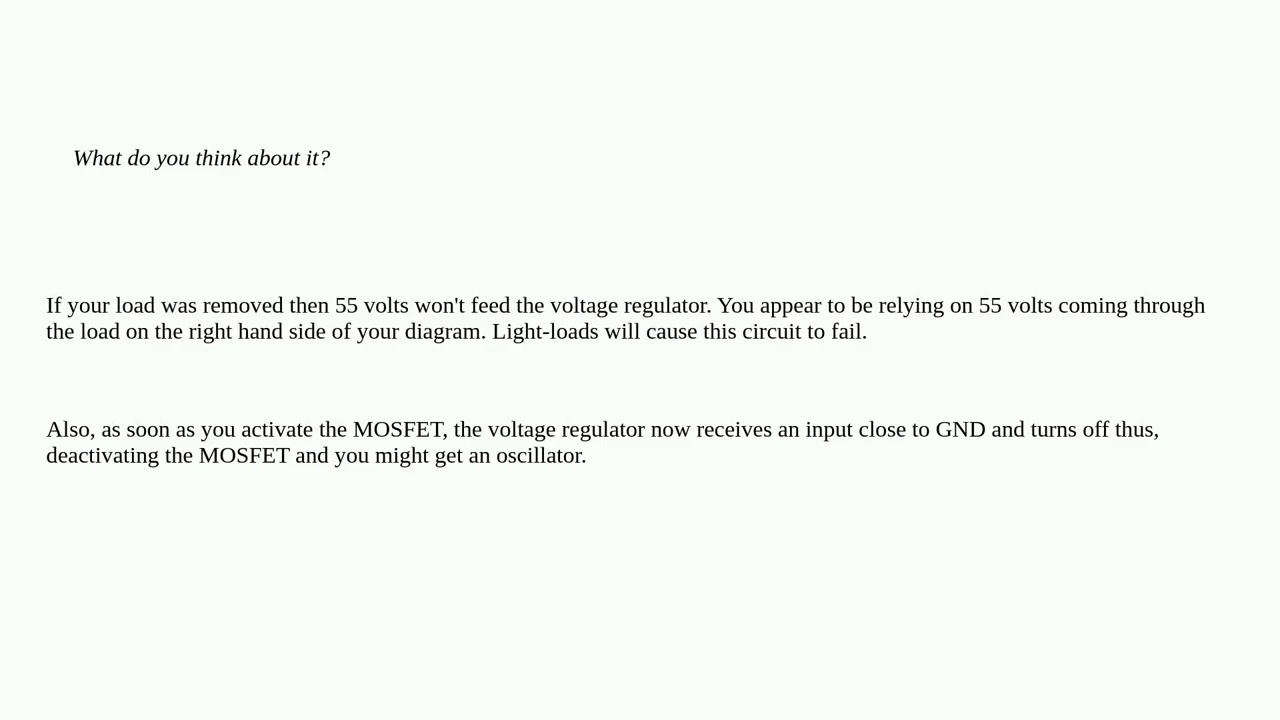 What do you think about it?
If your load was removed then 55 volts won't feed the voltage regulator. You appear to be relying on 55 volts coming through
the load on the right hand side of your diagram. Light-loads will cause this circuit to fail.
Also, as soon as you activate the MOSFET, the voltage regulator now receives an input close to GND and turns off thus,
deactivating the MOSFET and you might get an oscillator.